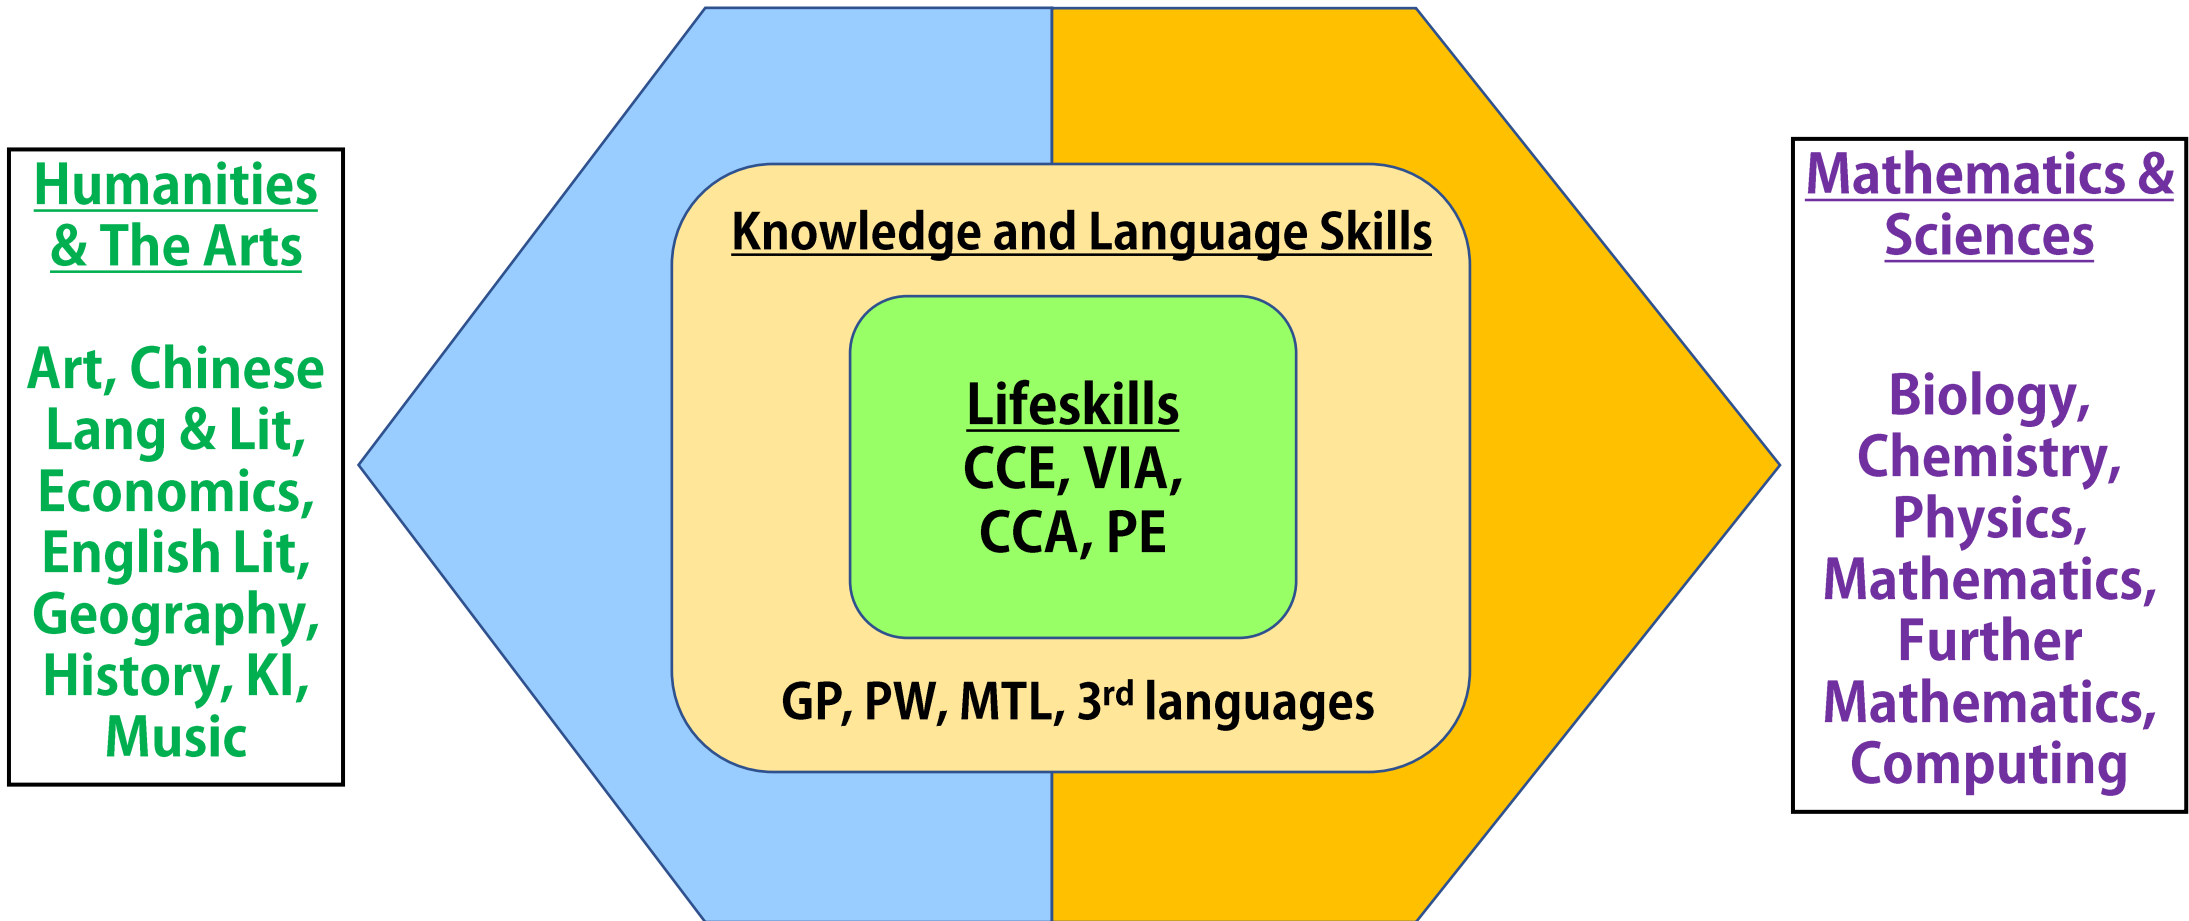 Humanities
& The Arts
Art, Chinese
Lang & Lit,
Economics,
English Lit,
Geography,
History, KI,
Music
Knowledge and Language Skills
Lifeskills
CCE, VIA,
CCA, PE
GP, PW, MTL, 3rd languages
Mathematics &
Sciences
Biology,
Chemistry,
Physics,
Mathematics,
Further
Mathematics,
Computing